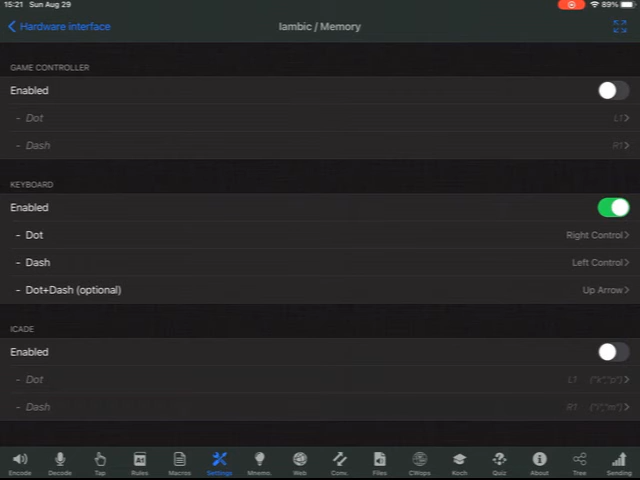 15:21 Sun Aug 29 89%
Hardware interface Iambic / Memory
GAME CONTROLLER
Enabled
- Dot L1
- Dash R1
KEYBOARD
Enabled
- Dot Right Control
- Dash Left Control
- Dot+Dash (optional) Up Arrow
ICADE
Enabled
- Dot L1 ("k","p")
- Dash R1
Encode Decode Tap Rules Macros Settings Mnems. Web Conv. Files CWops Koch Quiz About Tree Sending